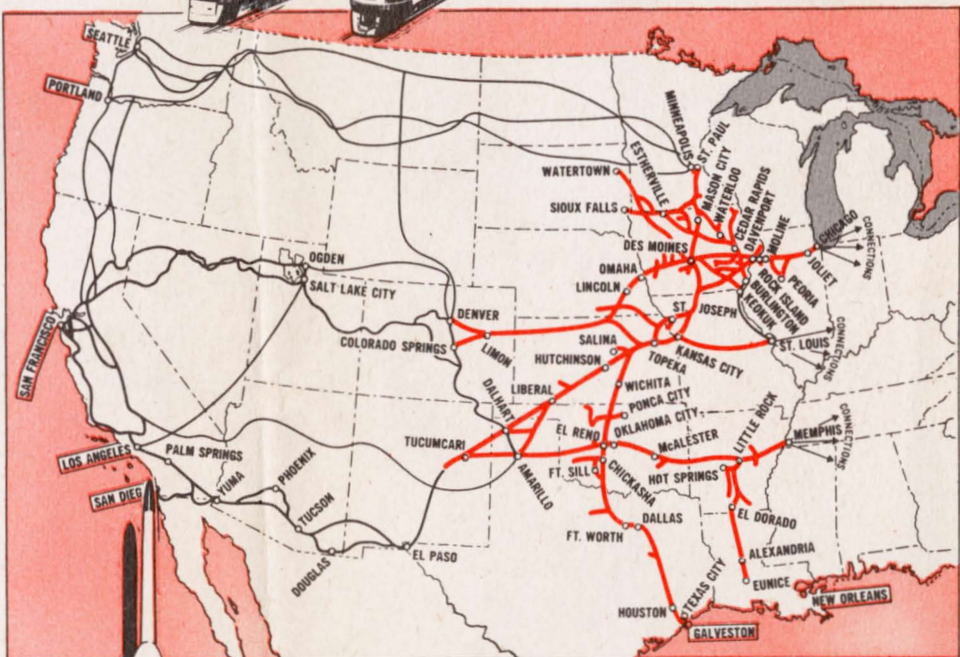 SEATTLE
PORTLAND
SAN FRANCISCO
LOS ANGELES
PALM SPRINGS
SAN DIEG
YUMA
PHOENIX
TUCSON
DOUGLAS
EL PASO
OGDEN
SALT LAKE CITY
DENVER
COLORADO SPRINGS
LIMON
DALHART
TUCUMCARI
AMARILLO
LIBERAL
HUTCHINSON
SALINA
WICHITA
PONCA CITY
OKLAHOMA CITY
EL RENO
FT. SILL
CHICKASHA
McALESTER
HOT SPRINGS
LITTLE ROCK
MEMPHIS
CONNECTIONS
FT. WORTH
DALLAS
EL DORADO
ALEXANDRIA
EUNICE
NEW ORLEANS
HOUSTON
TEXAS CITY
GALVESTON
WATERTOWN
SIOUX FALLS
ESTHERVILLE
MINNEAPOLIS
ST. PAUL
MASON CITY
WATERLOO
CEDAR RAPIDS
DAVENPORT
MOLINE
CHICAGO
CONNECTIONS
JOLIET
PEORIA
ROCK ISLAND
BURLINGTON
KEOKUK
DES MOINES
OMAHA
LINCOLN
ST. JOSEPH
TOPEKA
KANSAS CITY
ST. LOUIS
CONNECTIONS